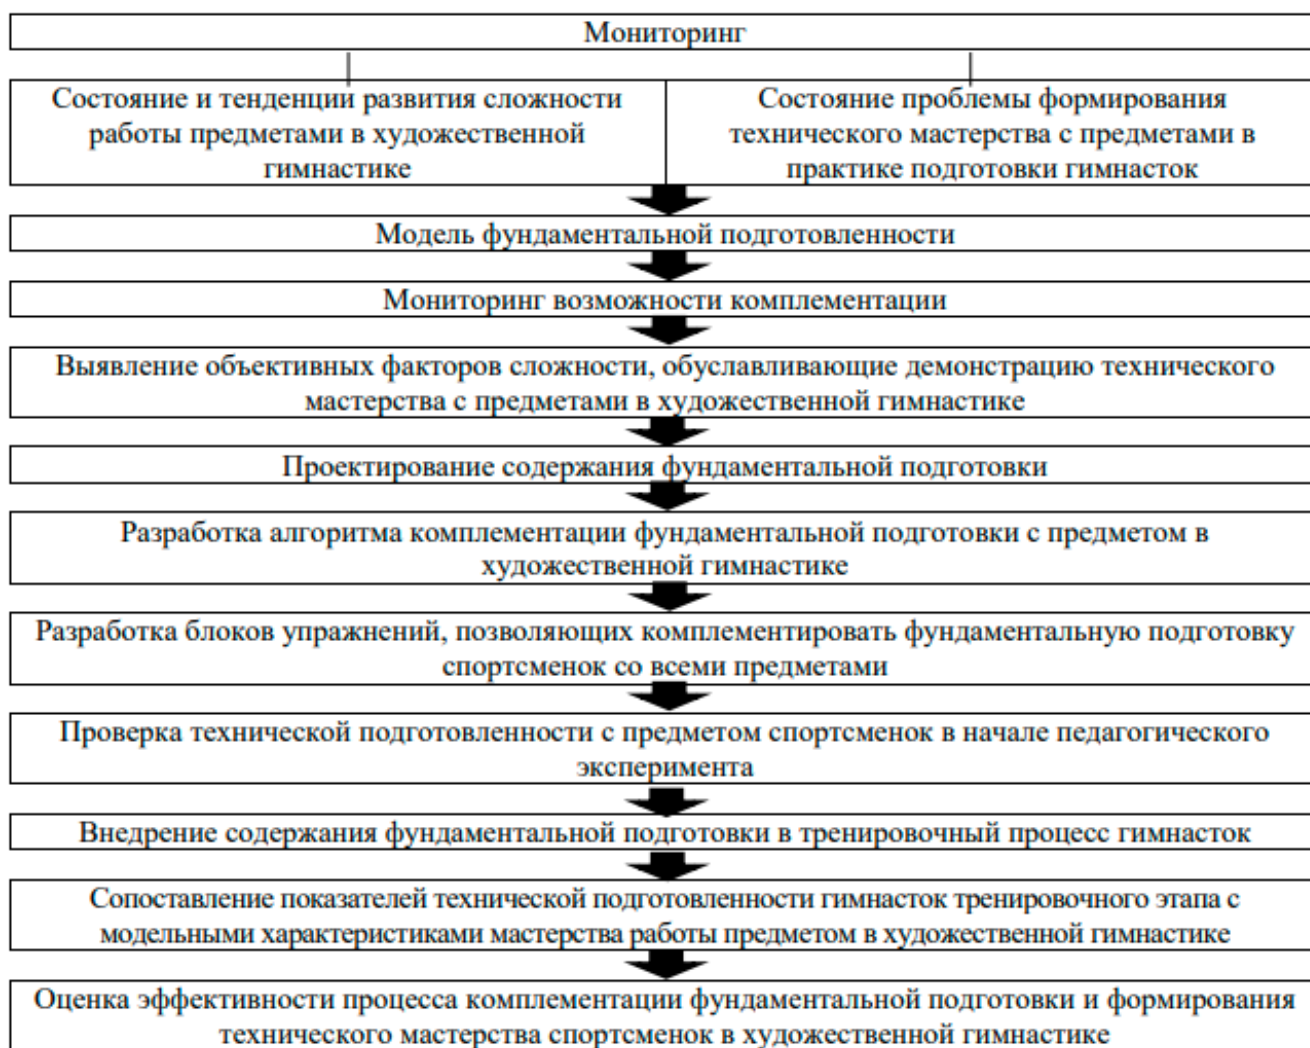 Мониторинг
Состояние и тенденции развития сложности
работы предметами в художественной
гимнастике
Состояние проблемы формирования
технического мастерства с предметами в
практике подготовки гимнасток
Модель фундаментальной подготовленности
Мониторинг возможности комплементации
Выявление объективных факторов сложности, обуславливающие демонстрацию технического
мастерства с предметами в художественной гимнастике
Проектирование содержания фундаментальной подготовки
Разработка алгоритма комплементации фундаментальной подготовки с предметом в
художественной гимнастике
Разработка блоков упражнений, позволяющих комплементировать фундаментальную подготовку
спортсменок со всеми предметами
Проверка технической подготовленности с предметом спортсменок в начале педагогического
эксперимента
Внедрение содержания фундаментальной подготовки в тренировочный процесс гимнасток
Сопоставление показателей технической подготовленности гимнасток тренировочного этапа с
модельными характеристиками мастерства работы предметом в художественной гимнастике
Оценка эффективности процесса комплементации фундаментальной подготовки и формирования
технического мастерства спортсменок в художественной гимнастике